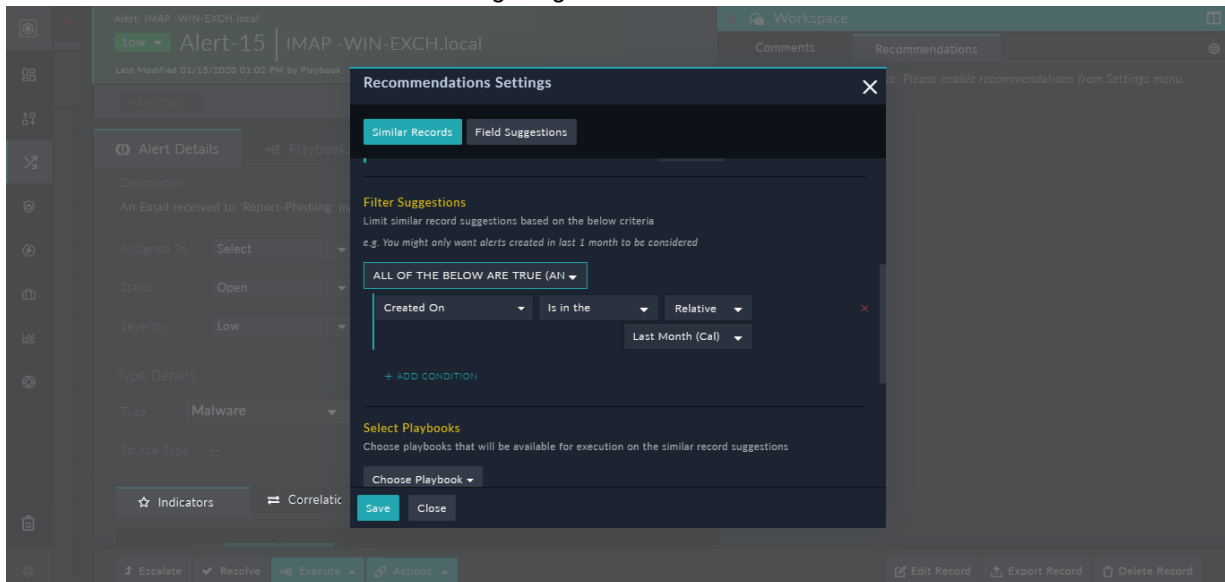 Alert: IMAP -WIN-EXCH.local
Low Alert-15 IMAP -WIN-EXCH.local
Last Modified 01/15/2020 01:02 PM by Playbook
+ Add Tags
Alert Details Playbooks
Description
An Email received to 'Report-Phishing' m
Assigned To Select
Status Open
Severity Low
Type Details
Type Malware
Source Type --
Indicators Correlatic
Escalate Resolve Execute Actions Edit Record Export Record Delete Record
Workspace
Comments Recommendations
ve. Please enable recommendations from Settings menu.
Recommendations Settings
Similar Records Field Suggestions
Filter Suggestions
Limit similar record suggestions based on the below criteria
e.g. You might only want alerts created in last 1 month to be considered
ALL OF THE BELOW ARE TRUE (AN
Created On Is in the Relative
Last Month (Cal)
+ ADD CONDITION
Select Playbooks
Choose playbooks that will be available for execution on the similar record suggestions
Choose Playbook
Save Close